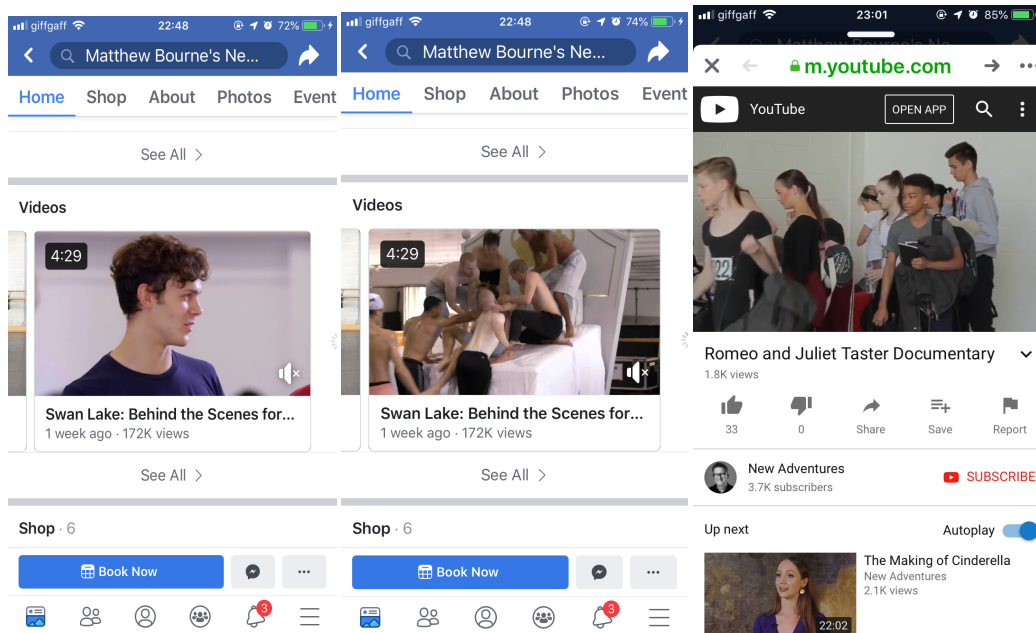 giffgaff 22:48 72%
Matthew Bourne's Ne...
Home Shop About Photos Event
See All
Videos
4:29
Swan Lake: Behind the Scenes for...
1 week ago · 172K views
See All
Shop · 6
Book Now
3
giffgaff 22:48 74%
Matthew Bourne's Ne...
Home Shop About Photos Event
See All
Videos
4:29
Swan Lake: Behind the Scenes for...
1 week ago · 172K views
See All
Shop · 6
Book Now
3
giffgaff 23:01 85%
m.youtube.com
YouTube OPEN APP
Romeo and Juliet Taster Documentary
1.8K views
33 0 Share Save Report
New Adventures
3.7K subscribers
SUBSCRIBE
Up next Autoplay
22:02
The Making of Cinderella
New Adventures
2.1K views